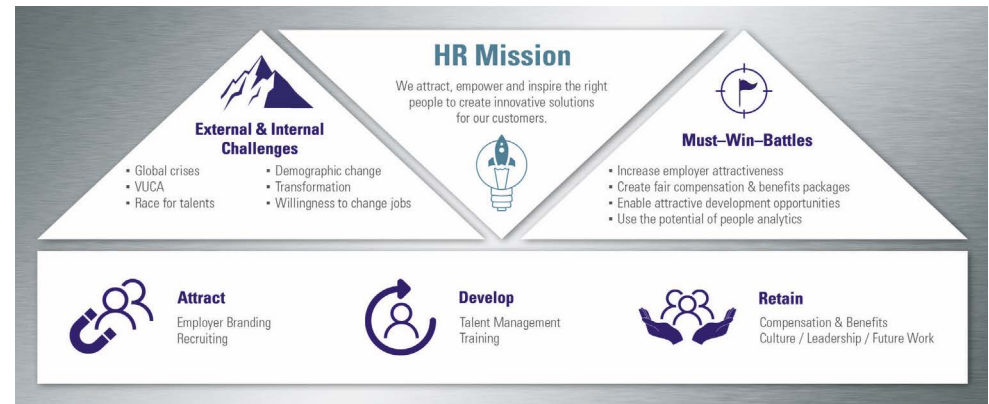 HR Mission
We attract, empower and inspire the right
people to create innovative solutions
for our customers.
External & Internal
Challenges
▪ Global crises
▪ VUCA
▪ Race for talents
▪ Demographic change
▪ Transformation
▪ Willingness to change jobs
Must–Win–Battles
▪ Increase employer attractiveness
▪ Create fair compensation & benefits packages
▪ Enable attractive development opportunities
▪ Use the potential of people analytics
Attract
Employer Branding
Recruiting
Develop
Talent Management
Training
Retain
Compensation & Benefits
Culture / Leadership / Future Work